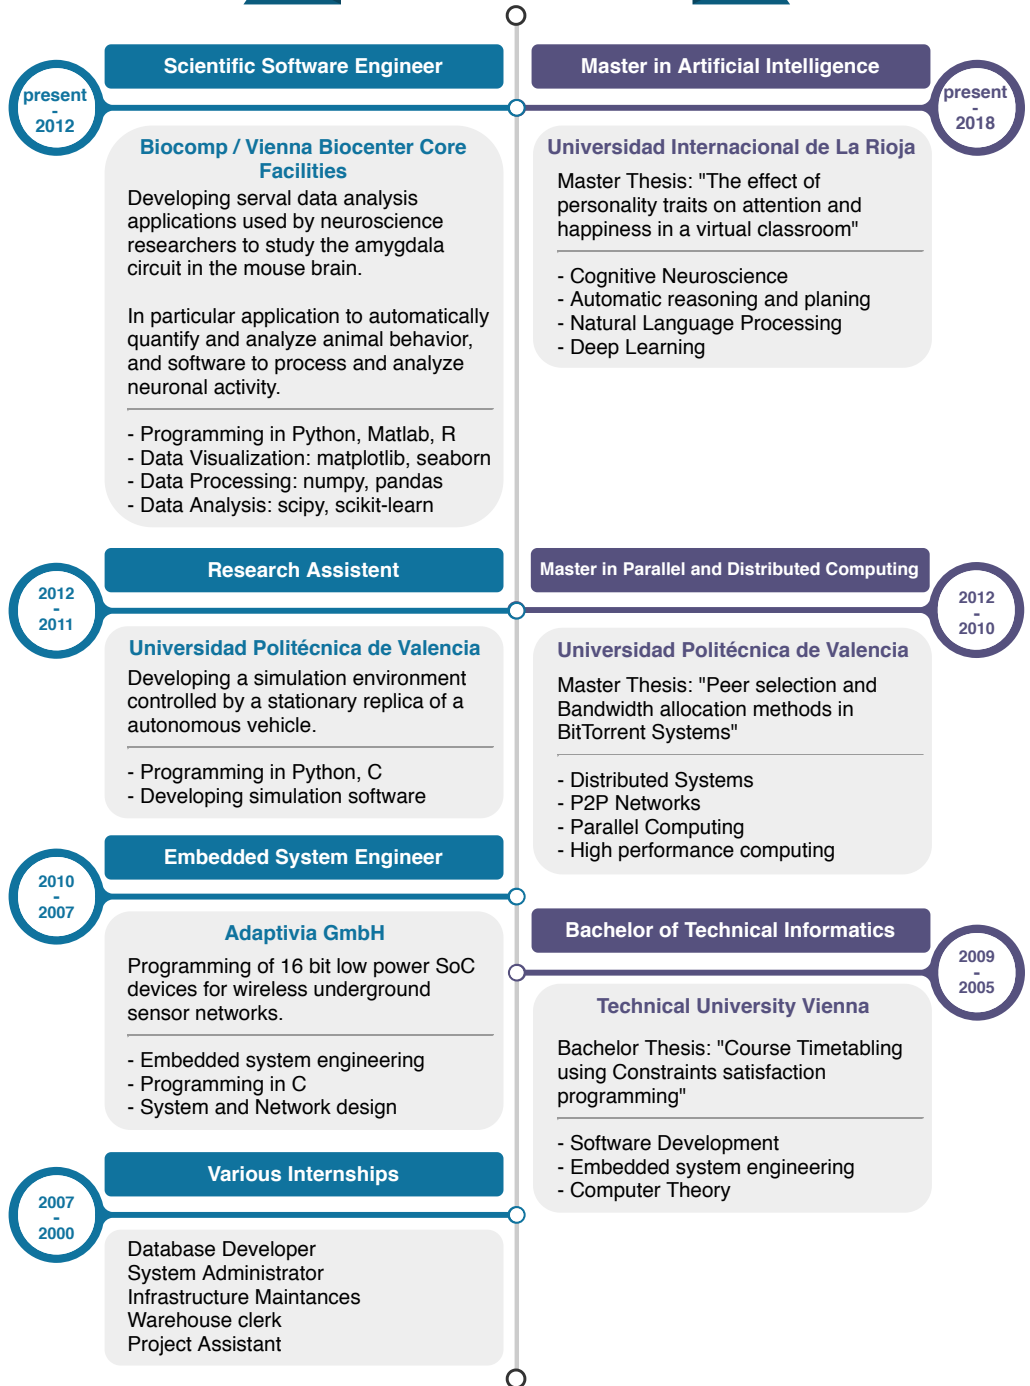 Scientific Software Engineer
present
-
2012
Biocomp / Vienna Biocenter Core
Facilities
Developing serval data analysis
applications used by neuroscience
researchers to study the amygdala
circuit in the mouse brain.
In particular application to automatically
quantify and analyze animal behavior,
and software to process and analyze
neuronal activity.
- Programming in Python, Matlab, R
- Data Visualization: matplotlib, seaborn
- Data Processing: numpy, pandas
- Data Analysis: scipy, scikit-learn
Research Assistent
2012
-
2011
Universidad Politécnica de Valencia
Developing a simulation environment
controlled by a stationary replica of a
autonomous vehicle.
- Programming in Python, C
- Developing simulation software
Embedded System Engineer
2010
-
2007
Adaptivia GmbH
Programming of 16 bit low power SoC
devices for wireless underground
sensor networks.
- Embedded system engineering
- Programming in C
- System and Network design
Various Internships
2007
-
2000
Database Developer
System Administrator
Infrastructure Maintances
Warehouse clerk
Project Assistant
Master in Artificial Intelligence
present
-
2018
Universidad Internacional de La Rioja
Master Thesis: "The effect of
personality traits on attention and
happiness in a virtual classroom"
- Cognitive Neuroscience
- Automatic reasoning and planing
- Natural Language Processing
- Deep Learning
Master in Parallel and Distributed Computing
2012
-
2010
Universidad Politécnica de Valencia
Master Thesis: "Peer selection and
Bandwidth allocation methods in
BitTorrent Systems"
- Distributed Systems
- P2P Networks
- Parallel Computing
- High performance computing
Bachelor of Technical Informatics
2009
-
2005
Technical University Vienna
Bachelor Thesis: "Course Timetabling
using Constraints satisfaction
programming"
- Software Development
- Embedded system engineering
- Computer Theory